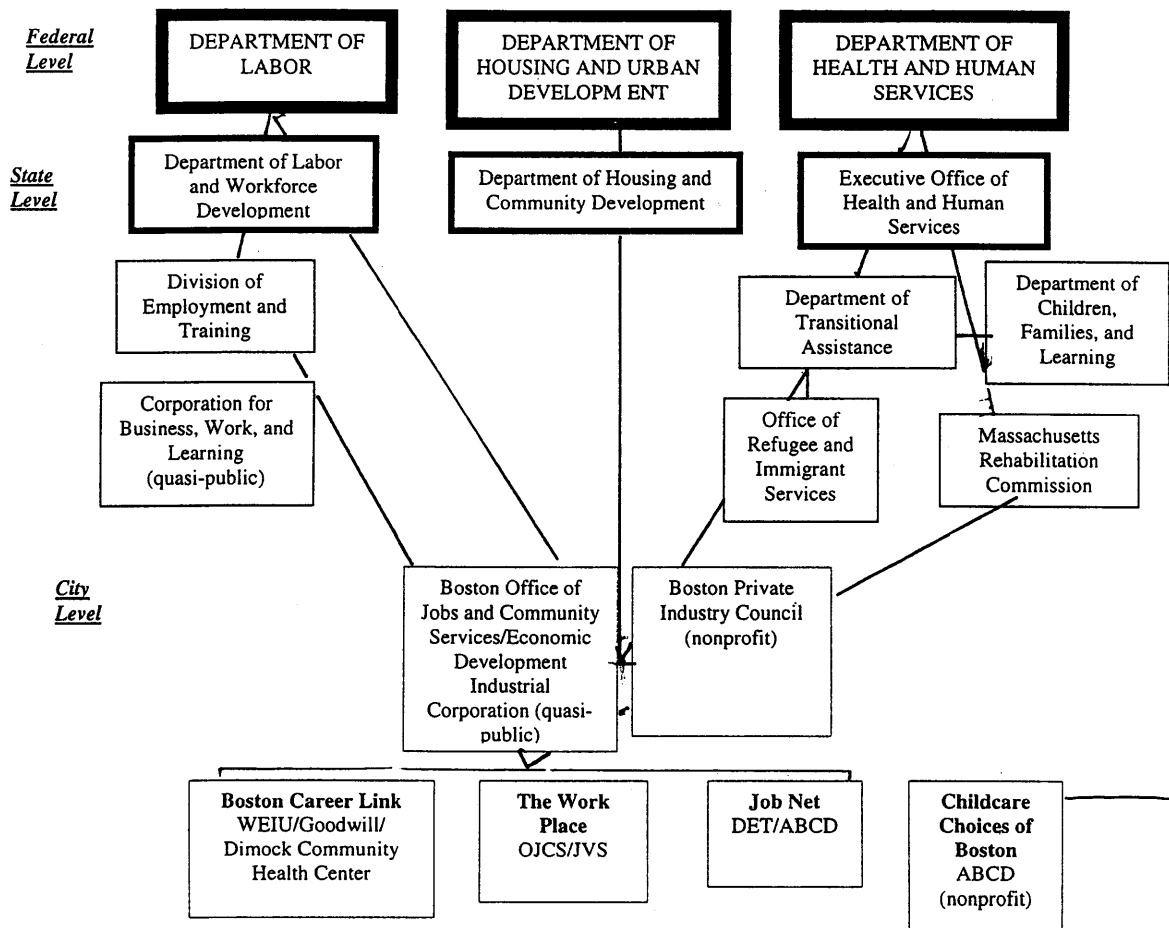 Federal
Level
DEPARTMENT OF
LABOR
DEPARTMENT OF
HOUSING AND URBAN
DEVELOPM ENT
DEPARTMENT OF
HEALTH AND HUMAN
SERVICES
State
Level
Department of Labor
and Workforce
Development
Department of Housing and
Community Development
Executive Office of
Health and Human
Services
Division of
Employment and
Training
Department of
Transitional
Assistance
Department of
Children,
Families, and
Learning
Corporation for
Business, Work, and
Learning
(quasi-public)
Office of
Refugee and
Immigrant
Services
Massachusetts
Rehabilitation
Commission
City
Level
Boston Office of
Jobs and Community
Services/Economic
Development
Industrial
Corporation (quasi-
public)
Boston Private
Industry Council
(nonprofit)
Boston Career Link
WEIU/Goodwill/
Dimock Community
Health Center
The Work
Place
OJCS/JVS
Job Net
DET/ABCD
Childcare
Choices of
Boston
ABCD
(nonprofit)